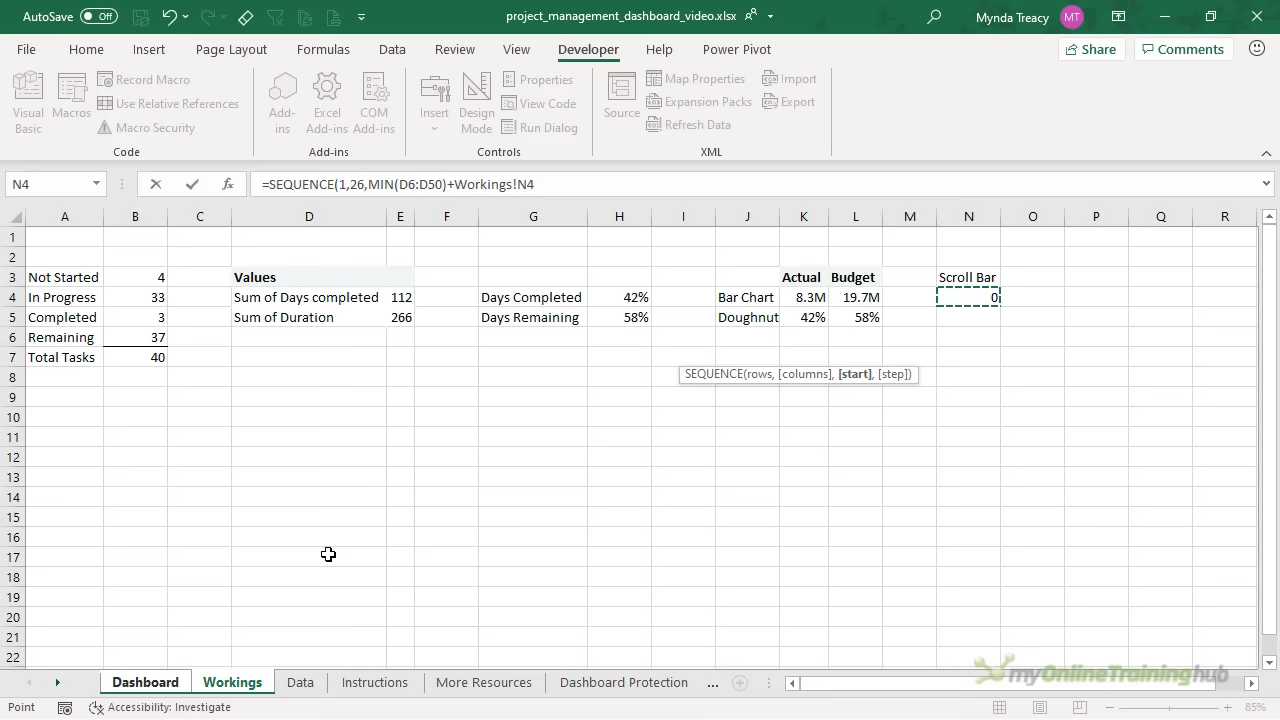 AutoSave Off
project_management_dashboard_video.xlsx
Mynda Treacy MT
File Home Insert Page Layout Formulas Data Review View Developer Help Power Pivot Share Comments
Visual Basic
Macros
Record Macro
Use Relative References
Macro Security
Code
Add-ins
Excel Add-ins
COM Add-ins
Add-ins
Insert
Design Mode
Properties
View Code
Run Dialog
Controls
Source
Map Properties
Expansion Packs
Refresh Data
Import
Export
XML
N4 fx =SEQUENCE(1,26,MIN(D6:D50)+Workings!N4
A B C D E F G H I J K L M N O P Q R
1
2
3 Not Started 4 Values Actual Budget Scroll Bar
4 In Progress 33 Sum of Days completed 112 Days Completed 42% Bar Chart 8.3M 19.7M 0
5 Completed 3 Sum of Duration 266 Days Remaining 58% Doughnut 42% 58%
6 Remaining 37
7 Total Tasks 40
8 SEQUENCE(rows, [columns], [start], [step])
9
10
11
12
13
14
15
16
17
18
19
20
21
22
myOnlineTraininghub
Dashboard Workings Data Instructions More Resources Dashboard Protection ...
Point Accessibility: Investigate 85%